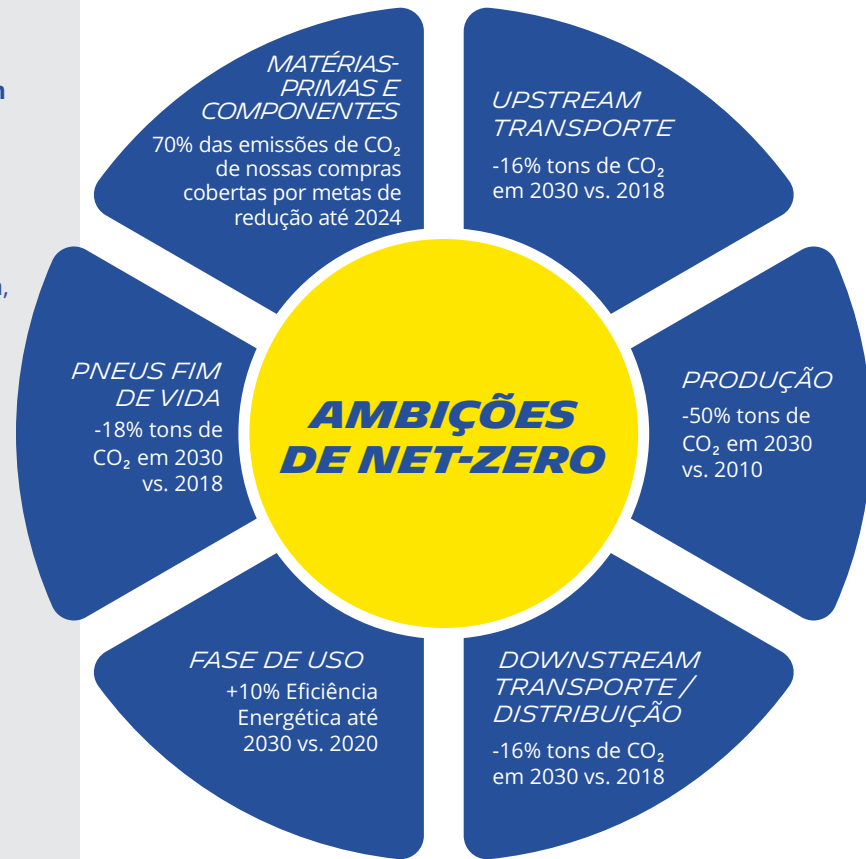 MATÉRIAS-
PRIMAS E
COMPONENTES
70% das emissões de CO₂
de nossas compras
cobertas por metas de
redução até 2024
UPSTREAM
TRANSPORTE
-16% tons de CO₂
em 2030 vs. 2018
PRODUÇÃO
-50% tons de
CO₂ em 2030
vs. 2010
DOWNSTREAM
TRANSPORTE /
DISTRIBUIÇÃO
-16% tons de CO₂
em 2030 vs. 2018
FASE DE USO
+10% Eficiência
Energética até
2030 vs. 2020
PNEUS FIM
DE VIDA
-18% tons de
CO₂ em 2030
vs. 2018
AMBIÇÕES
DE NET-ZERO